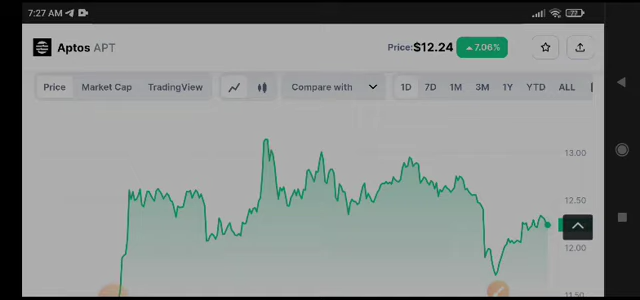 7:27 AM
77
Aptos APT
Price: $12.24 7.06%
Price Market Cap TradingView Compare with 1D 7D 1M 3M 1Y YTD ALL
13.00
12.50
12.00
11.50